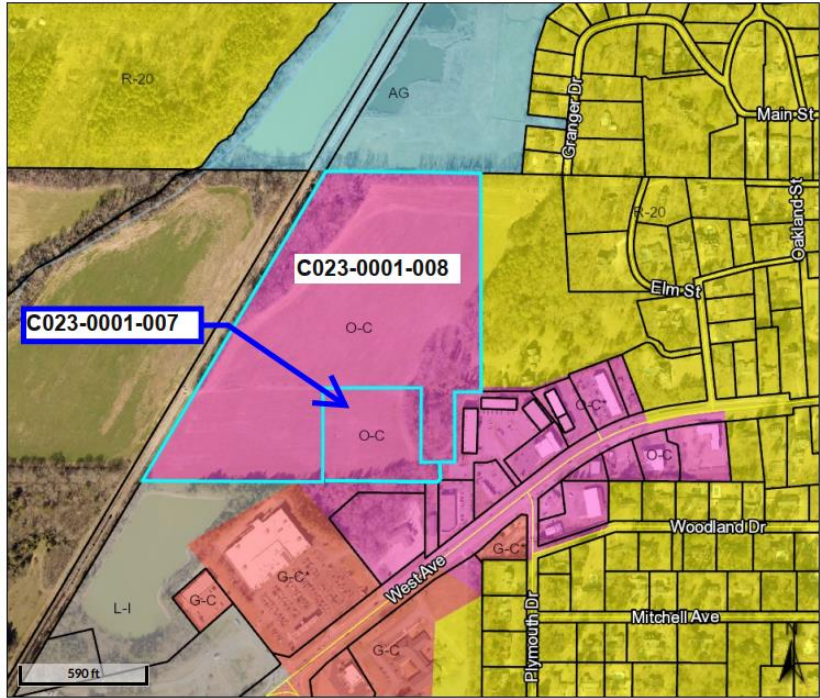 R-20
AG
Granger Dr
Main St
Oakland St
R-20
C023-0001-008
Elm St
C023-0001-007
O-C
O-C
O-C
O-C
Woodland Dr
G-C
G-C
West Ave
G-C
L-I
Mitchell Ave
Plymouth Dr
G-C
590 ft